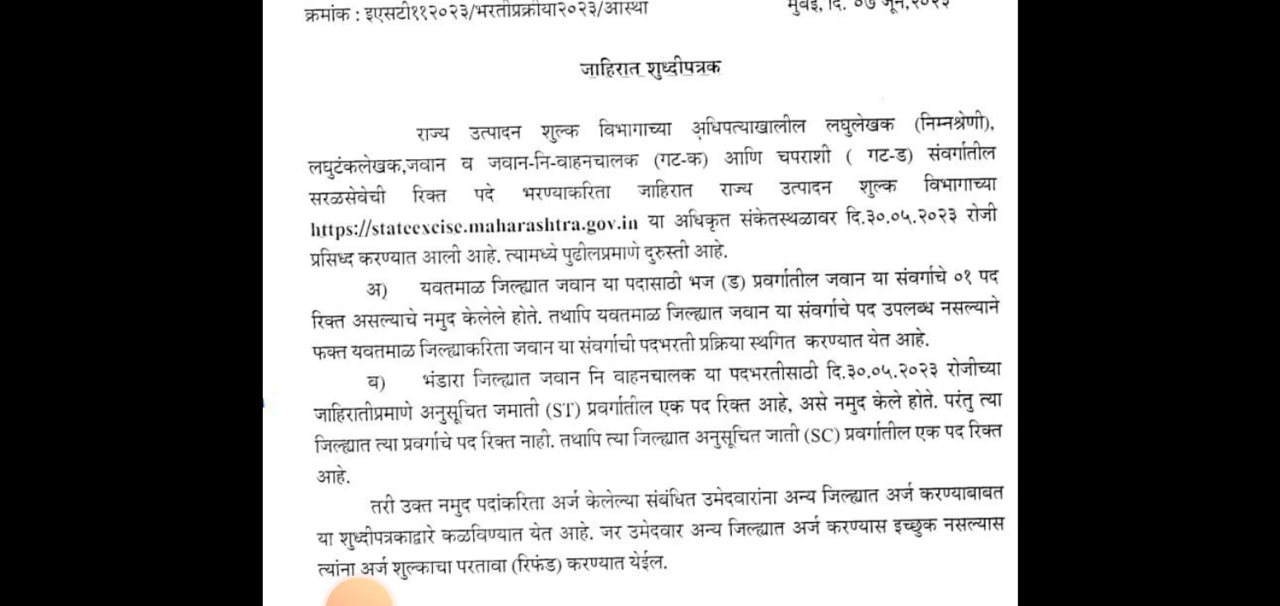 क्रमांक : इएसटी११२०२३/भरतीप्रक्रीया२०२३/आस्था मुंबई, दि. ०७ जून,२०२३
जाहिरात शुध्दीपत्रक
राज्य उत्पादन शुल्क विभागाच्या अधिपत्याखालील लघुलेखक (निम्नश्रेणी),
लघुटंकलेखक,जवान व जवान-नि-वाहनचालक (गट-क) आणि चपराशी ( गट-ड) संवर्गातील
सरळसेवेची रिक्त पदे भरण्याकरिता जाहिरात राज्य उत्पादन शुल्क विभागाच्या
https://stateexcise.maharashtra.gov.in या अधिकृत संकेतस्थळावर दि.३०.०५.२०२३ रोजी
प्रसिध्द करण्यात आली आहे. त्यामध्ये पुढीलप्रमाणे दुरुस्ती आहे.
अ) यवतमाळ जिल्ह्यात जवान या पदासाठी भज (ड) प्रवर्गातील जवान या संवर्गाचे ०१ पद
रिक्त असल्याचे नमुद केलेले होते. तथापि यवतमाळ जिल्ह्यात जवान या संवर्गाचे पद उपलब्ध नसल्याने
फक्त यवतमाळ जिल्ह्याकरिता जवान या संवर्गाची पदभरती प्रक्रिया स्थगित करण्यात येत आहे.
ब) भंडारा जिल्ह्यात जवान नि वाहनचालक या पदभरतीसाठी दि.३०.०५.२०२३ रोजीच्या
जाहिरातीप्रमाणे अनुसूचित जमाती (ST) प्रवर्गातील एक पद रिक्त आहे, असे नमुद केले होते. परंतु त्या
जिल्ह्यात त्या प्रवर्गाचे पद रिक्त नाही. तथापि त्या जिल्ह्यात अनुसूचित जाती (SC) प्रवर्गातील एक पद रिक्त
आहे.
तरी उक्त नमुद पदांकरिता अर्ज केलेल्या संबंधित उमेदवारांना अन्य जिल्ह्यात अर्ज करण्याबाबत
या शुध्दीपत्रकाद्वारे कळविण्यात येत आहे. जर उमेदवार अन्य जिल्ह्यात अर्ज करण्यास इच्छुक नसल्यास
त्यांना अर्ज शुल्काचा परतावा (रिफंड) करण्यात येईल.